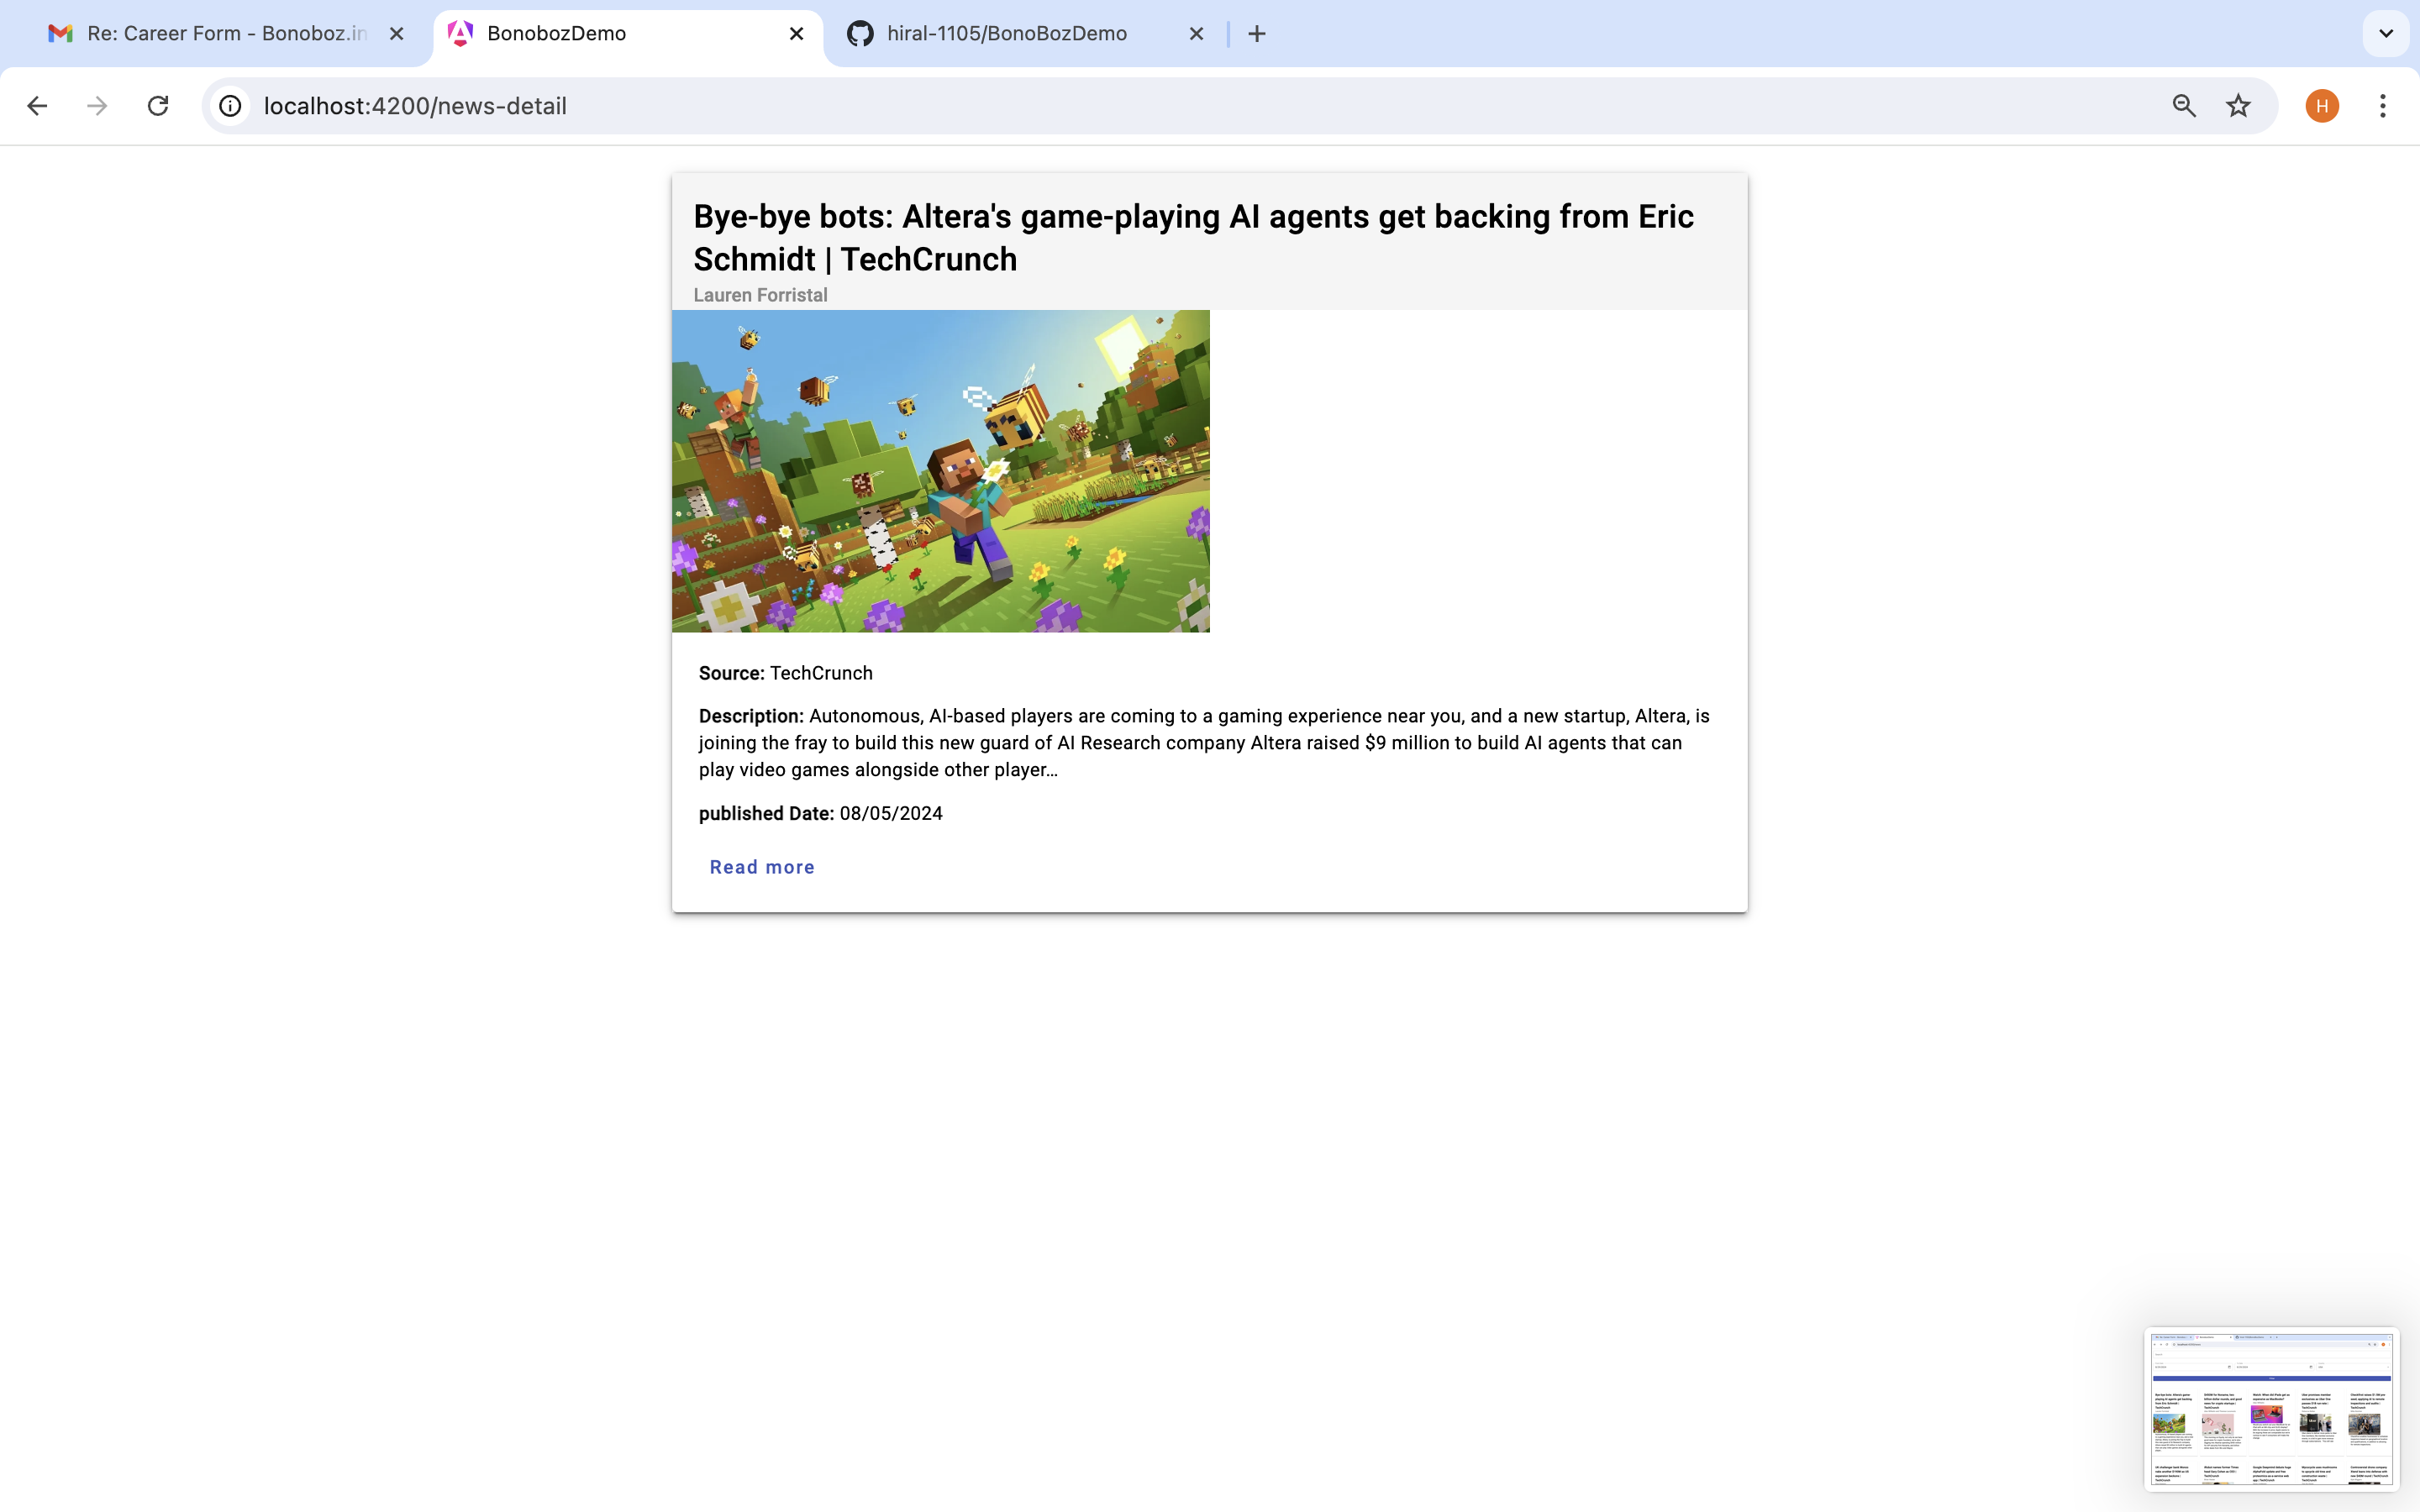 Re: Career Form - Bonoboz.in
BonobozDemo
hiral-1105/BonoBozDemo
localhost:4200/news-detail
H
Bye-bye bots: Altera's game-playing AI agents get backing from Eric
Schmidt | TechCrunch
Lauren Forristal
Source: TechCrunch
Description: Autonomous, AI-based players are coming to a gaming experience near you, and a new startup, Altera, is
joining the fray to build this new guard of AI Research company Altera raised $9 million to build AI agents that can
play video games alongside other player…
published Date: 08/05/2024
Read more